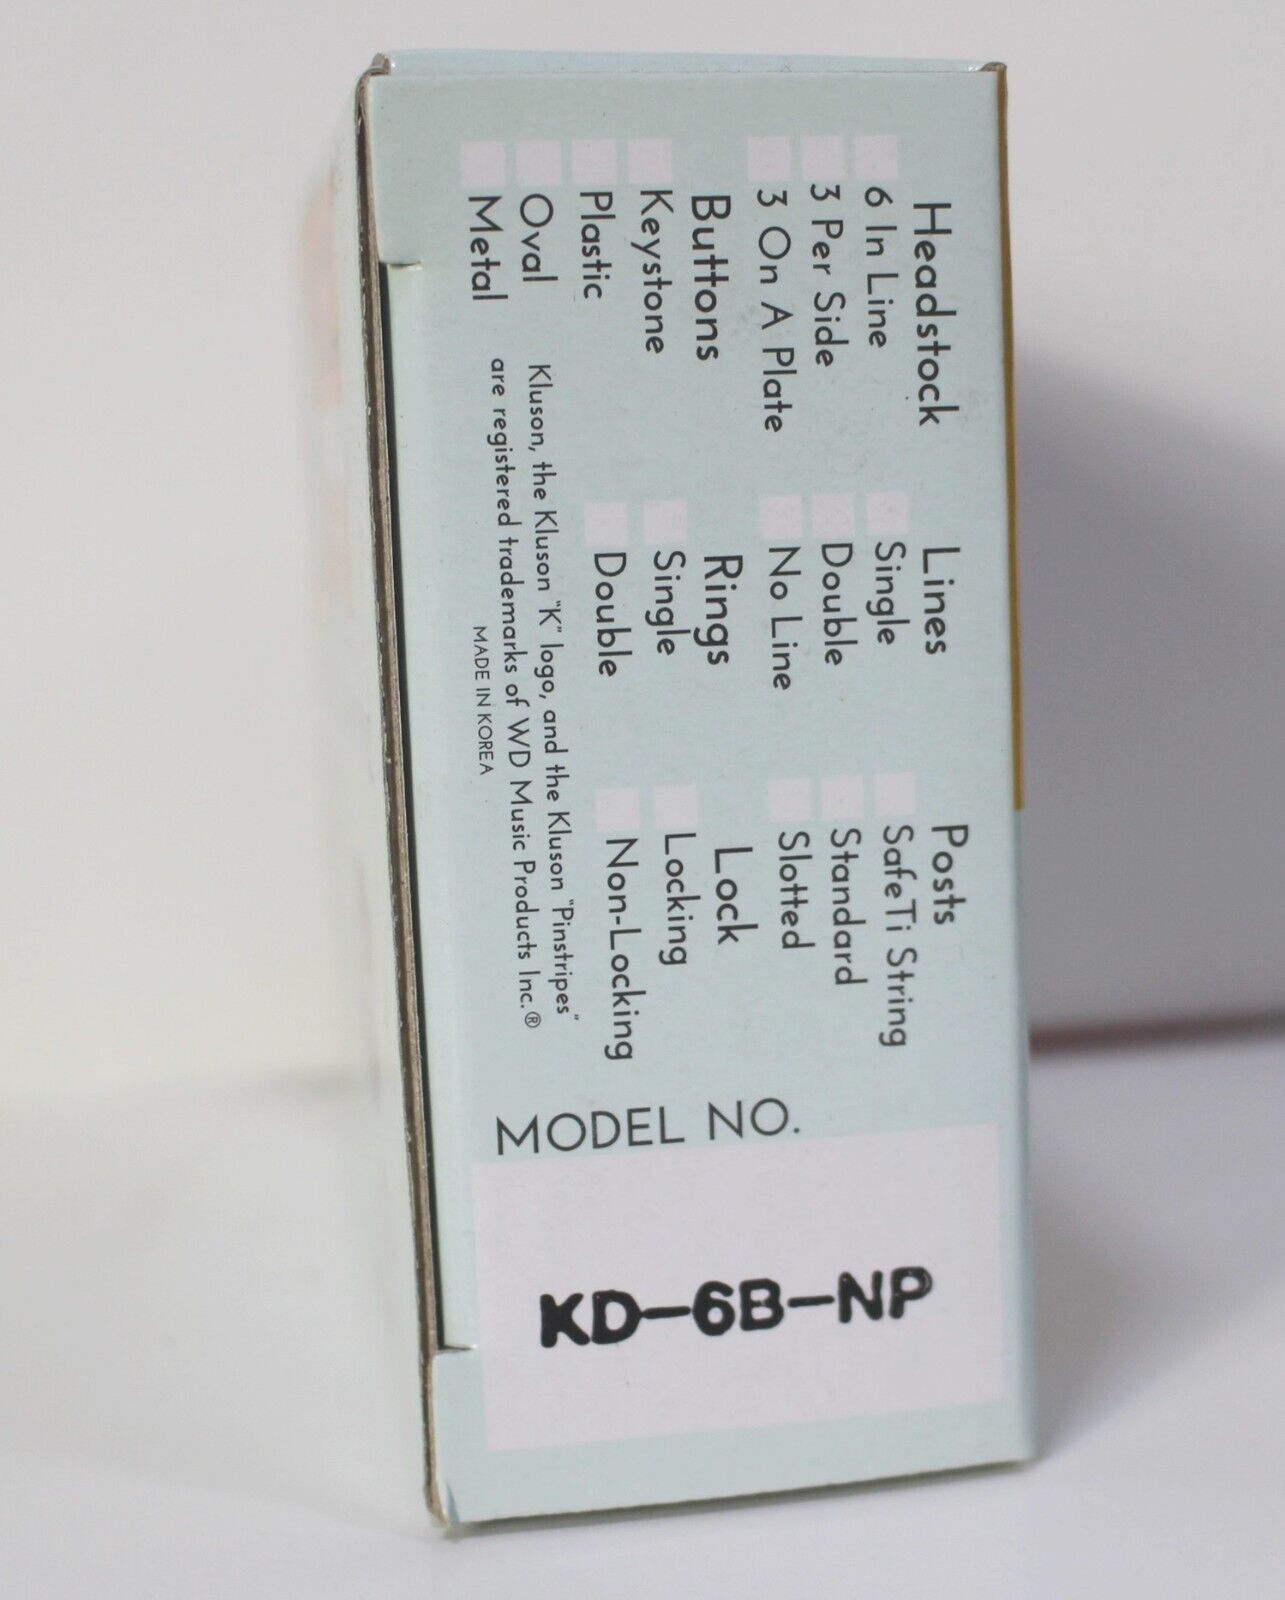 Headstock
6 In Line
3 Per Side
3 On A Plate
Buttons
Keystone
Plastic
Oval
Metal
Lines
Single
Double
No Line
Rings
Single
Double
Posts
SafeTi String
Standard
Slotted
Lock
Locking
Non-Locking
Kluson, the Kluson "K" logo, and the Kluson "Pinstripes"
are registered trademarks of WD Music Products Inc.®
MADE IN KOREA
MODEL NO.
KD-6B-NP